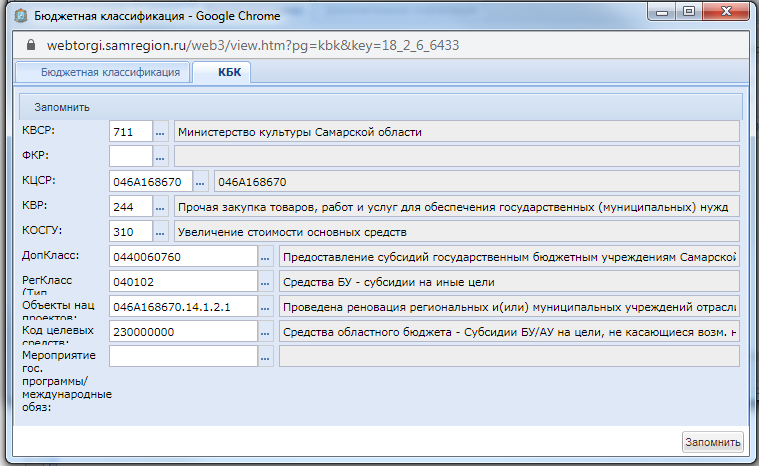 Бюджетная классификация - Google Chrome
webtorgi.samregion.ru/web3/view.htm?pg=kbk&key=18_2_6_6433
Бюджетная классификация КБК
Запомнить
КВСР: 711 ... Министерство культуры Самарской области
ФКР: ...
КЦСР: 046A168670 ... 046A168670
КВР: 244 ... Прочая закупка товаров, работ и услуг для обеспечения государственных (муниципальных) нужд
КОСГУ: 310 ... Увеличение стоимости основных средств
ДопКласс: 0440060760 ... Предоставление субсидий государственным бюджетным учреждениям Самарской
РегКласс 040102 ... Средства БУ - субсидии на иные цели
(Тип
Объекты нац 046A168670.14.1.2.1 ... Проведена реновация региональных и(или) муниципальных учреждений отрасли
проектов:
Код целевых 230000000 ... Средства областного бюджета - Субсидии БУ/АУ на цели, не касающиеся возм. н
средств:
Мероприятие ...
гос.
программы/
международные
обяз:
Запомнить